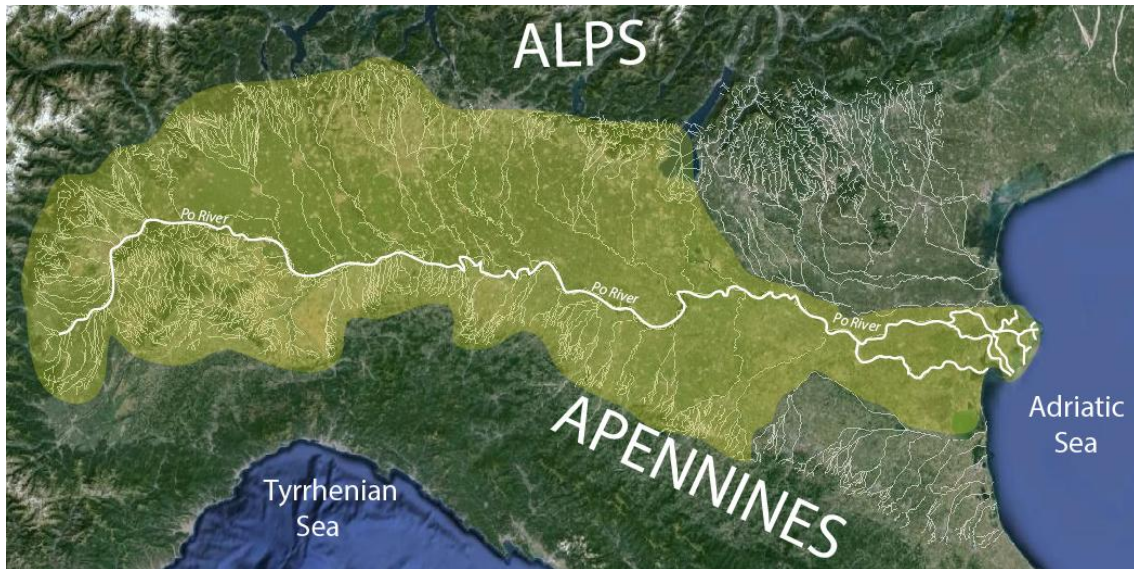 ALPS
Po River
Po River
Po River
Adriatic
Sea
APENNINES
Tyrrhenian
Sea